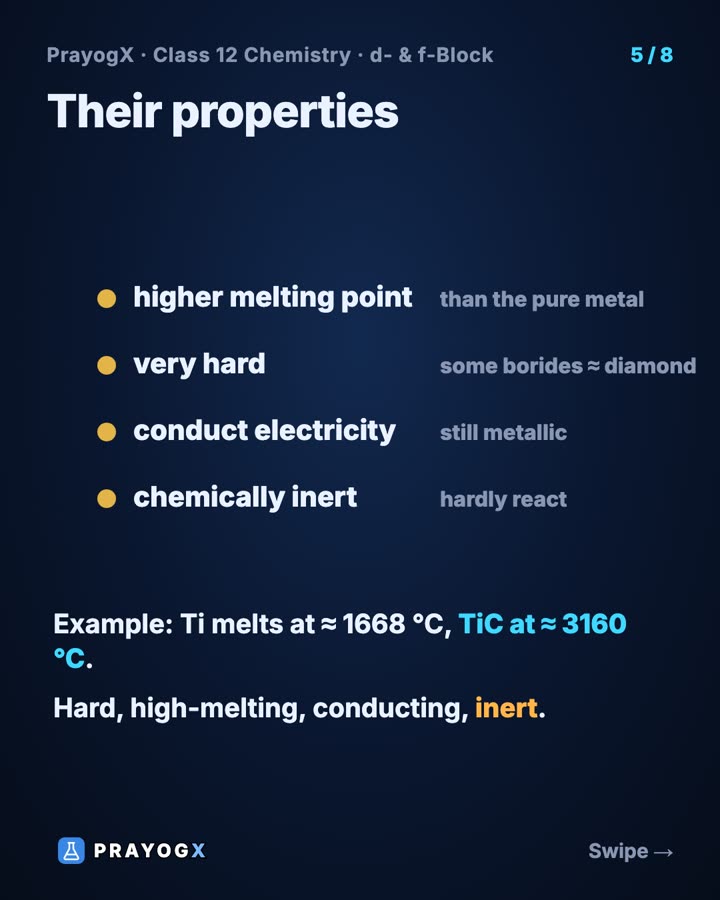 PrayogX · Class 12 Chemistry · d- & f-Block 5 / 8
Their properties
higher melting point than the pure metal
very hard some borides ≈ diamond
conduct electricity still metallic
chemically inert hardly react
Example: Ti melts at ≈ 1668 °C, TiC at ≈ 3160
°C.
Hard, high-melting, conducting, inert.
PRAYOGX Swipe →